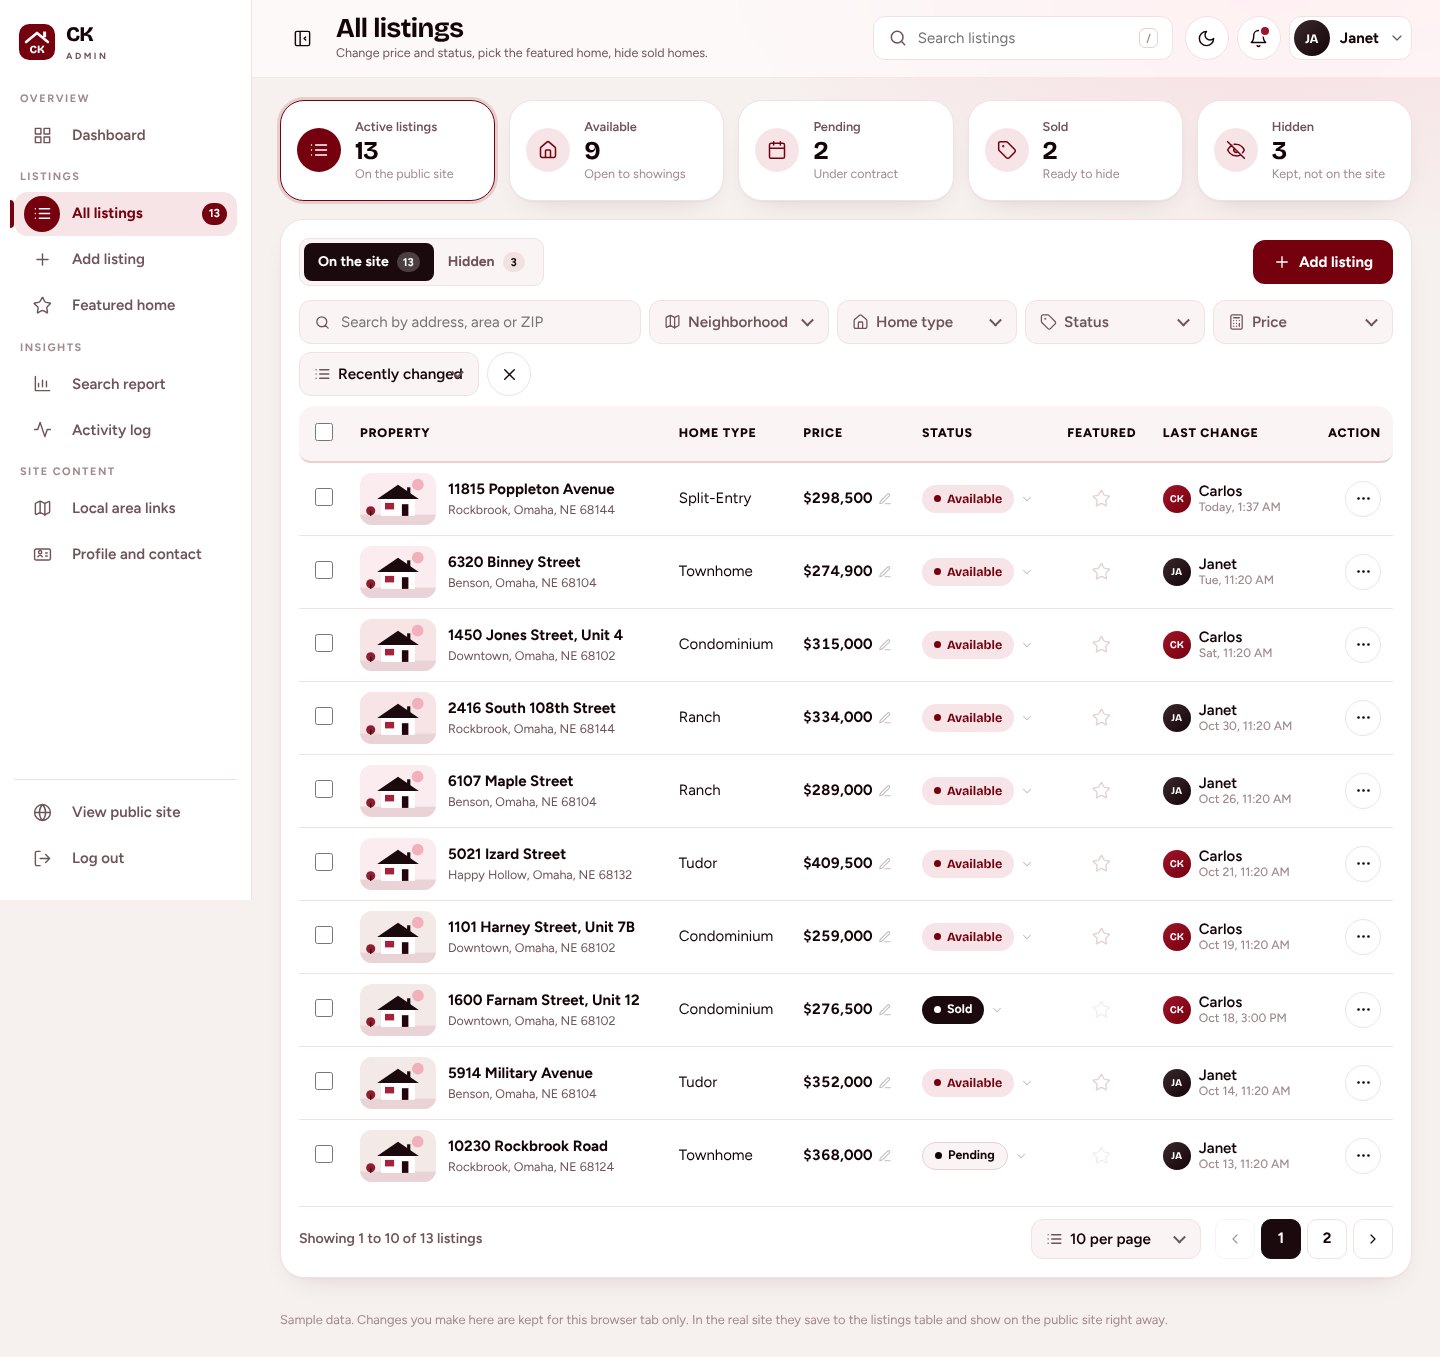 CK
CK
ADMIN
OVERVIEW
Dashboard
LISTINGS
All listings 13
Add listing
Featured home
INSIGHTS
Search report
Activity log
SITE CONTENT
Local area links
Profile and contact
View public site
Log out
All listings
Change price and status, pick the featured home, hide sold homes.
Search listings /
JA Janet
Active listings
13
On the public site
Available
9
Open to showings
Pending
2
Under contract
Sold
2
Ready to hide
Hidden
3
Kept, not on the site
On the site 13 Hidden 3
Add listing
Search by address, area or ZIP Neighborhood Home type Status Price
Recently changed
PROPERTY HOME TYPE PRICE STATUS FEATURED LAST CHANGE ACTION
11815 Poppleton Avenue
Rockbrook, Omaha, NE 68144
Split-Entry $298,500 Available CK Carlos
Today, 1:37 AM
6320 Binney Street
Benson, Omaha, NE 68104
Townhome $274,900 Available JA Janet
Tue, 11:20 AM
1450 Jones Street, Unit 4
Downtown, Omaha, NE 68102
Condominium $315,000 Available CK Carlos
Sat, 11:20 AM
2416 South 108th Street
Rockbrook, Omaha, NE 68144
Ranch $334,000 Available JA Janet
Oct 30, 11:20 AM
6107 Maple Street
Benson, Omaha, NE 68104
Ranch $289,000 Available JA Janet
Oct 26, 11:20 AM
5021 Izard Street
Happy Hollow, Omaha, NE 68132
Tudor $409,500 Available CK Carlos
Oct 21, 11:20 AM
1101 Harney Street, Unit 7B
Downtown, Omaha, NE 68102
Condominium $259,000 Available CK Carlos
Oct 19, 11:20 AM
1600 Farnam Street, Unit 12
Downtown, Omaha, NE 68102
Condominium $276,500 Sold CK Carlos
Oct 18, 3:00 PM
5914 Military Avenue
Benson, Omaha, NE 68104
Tudor $352,000 Available JA Janet
Oct 14, 11:20 AM
10230 Rockbrook Road
Rockbrook, Omaha, NE 68124
Townhome $368,000 Pending JA Janet
Oct 13, 11:20 AM
Showing 1 to 10 of 13 listings 10 per page 1 2
Sample data. Changes you make here are kept for this browser tab only. In the real site they save to the listings table and show on the public site right away.